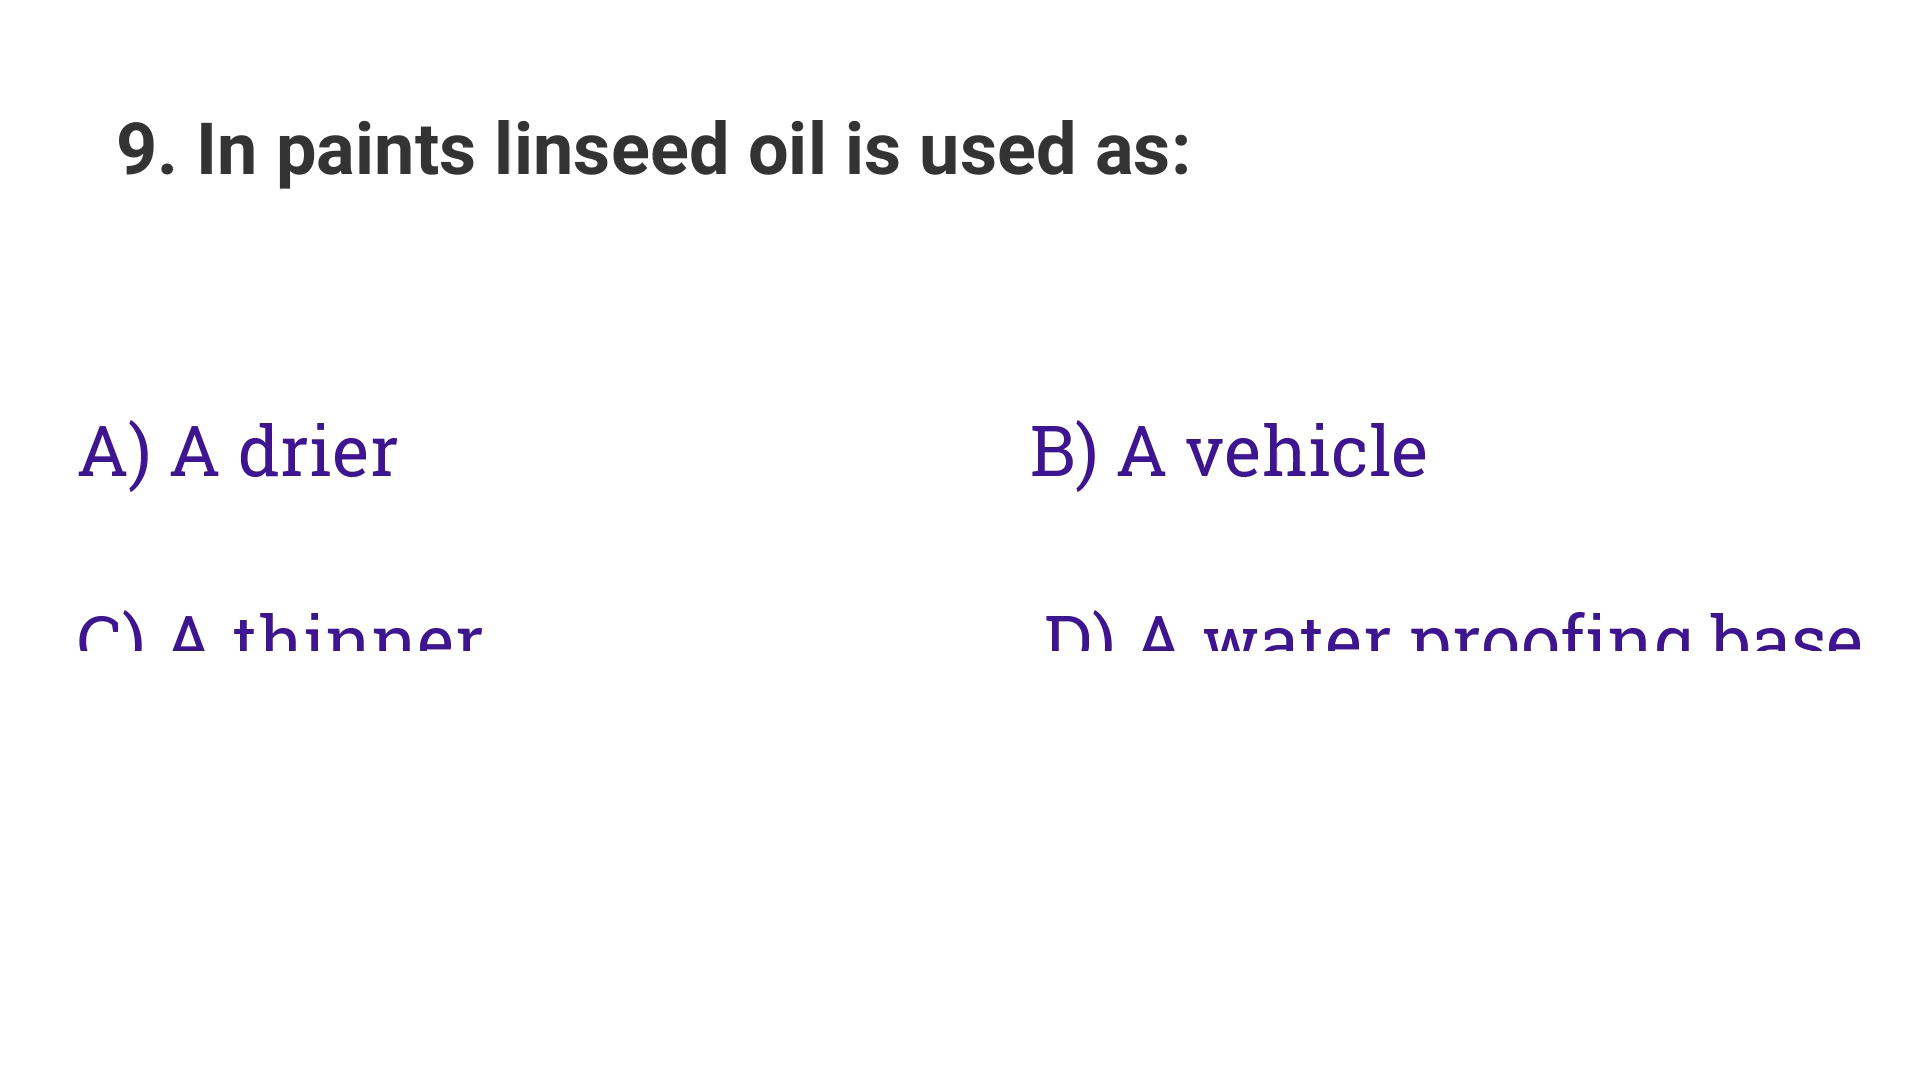 9. In paints linseed oil is used as:
A) A drier B) A vehicle
C) A thinner D) A water proofing base